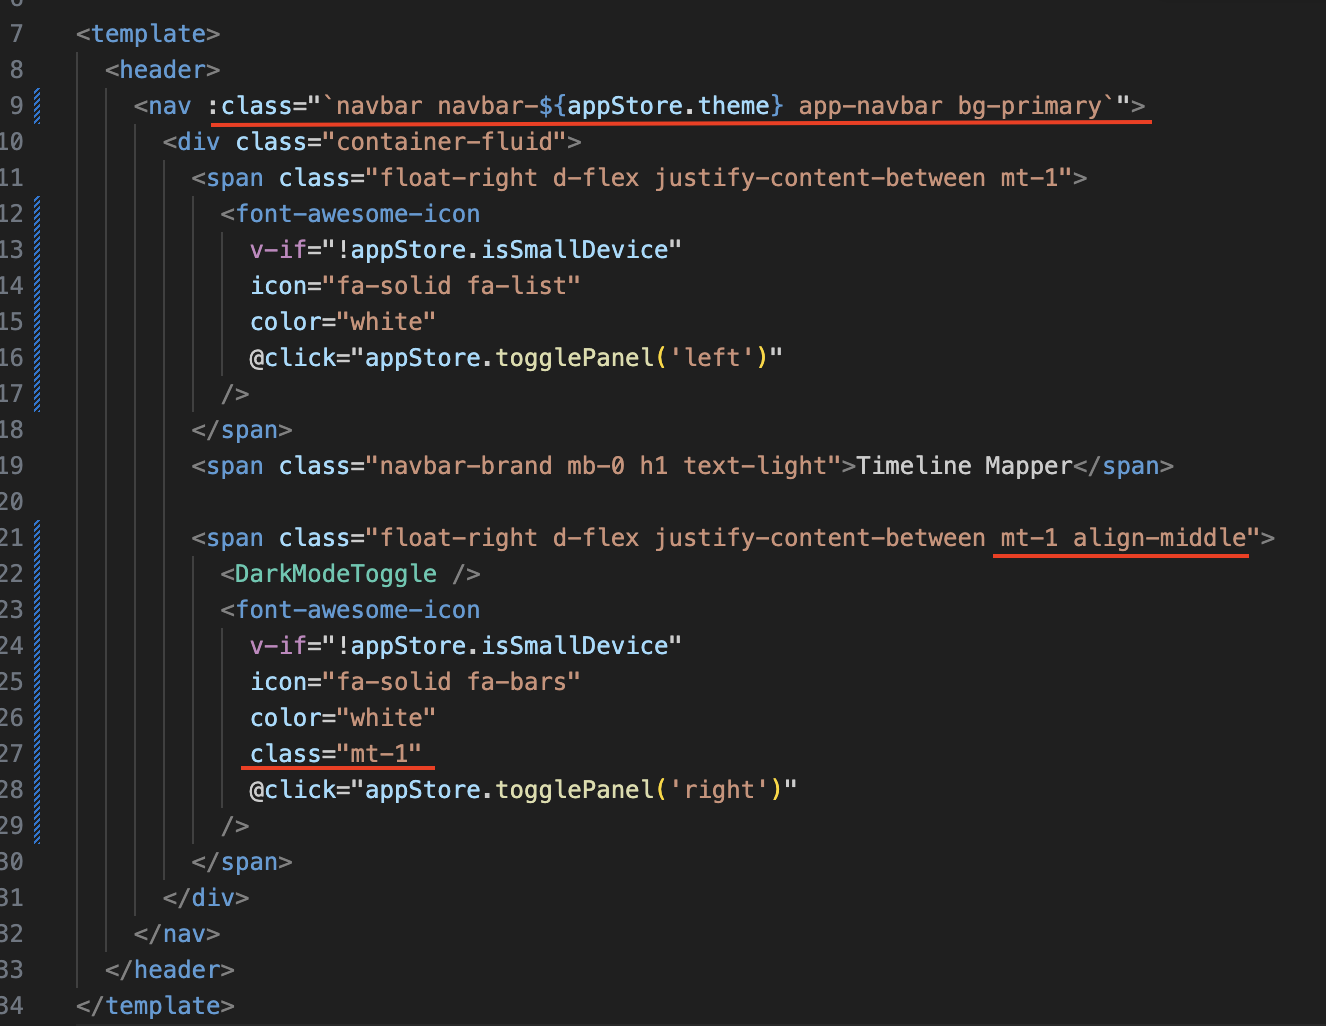 7 <template>
8 <header>
9 <nav :class="`navbar navbar-${appStore.theme} app-navbar bg-primary`">
10 <div class="container-fluid">
11 <span class="float-right d-flex justify-content-between mt-1">
12 <font-awesome-icon
13 v-if="!appStore.isSmallDevice"
14 icon="fa-solid fa-list"
15 color="white"
16 @click="appStore.togglePanel('left')"
17 />
18 </span>
19 <span class="navbar-brand mb-0 h1 text-light">Timeline Mapper</span>
20
21 <span class="float-right d-flex justify-content-between mt-1 align-middle">
22 <DarkModeToggle />
23 <font-awesome-icon
24 v-if="!appStore.isSmallDevice"
25 icon="fa-solid fa-bars"
26 color="white"
27 class="mt-1"
28 @click="appStore.togglePanel('right')"
29 />
30 </span>
31 </div>
32 </nav>
33 </header>
34 </template>